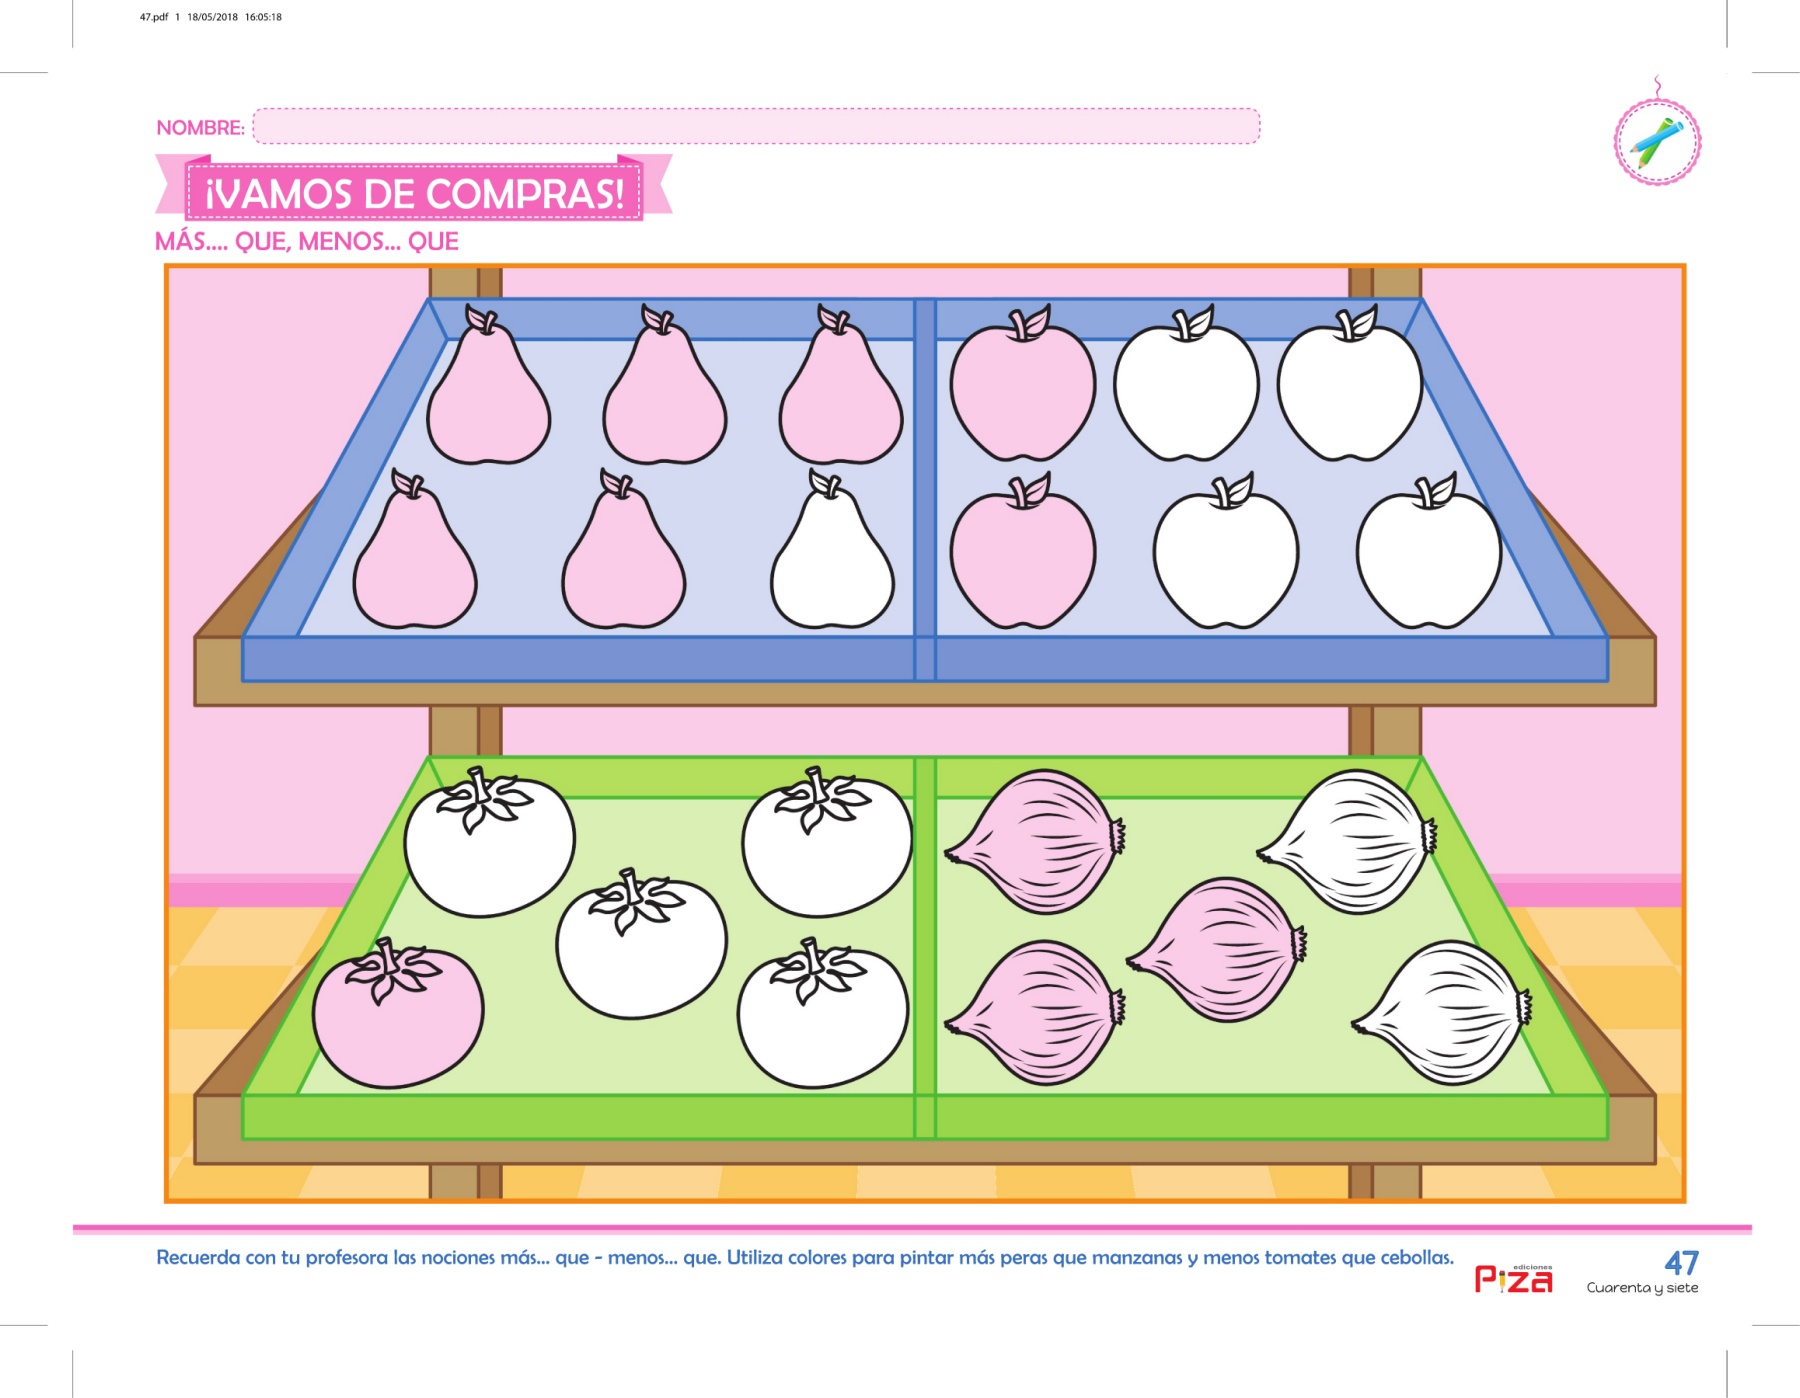 47.pdf 1 18/05/2018 16:05:18
NOMBRE:
¡VAMOS DE COMPRAS!
MÁS.... QUE, MENOS... QUE
Recuerda con tu profesora las nociones más... que - menos... que. Utiliza colores para pintar más peras que manzanas y menos tomates que cebollas.
ediciones
Piza
47
Cuarenta y siete